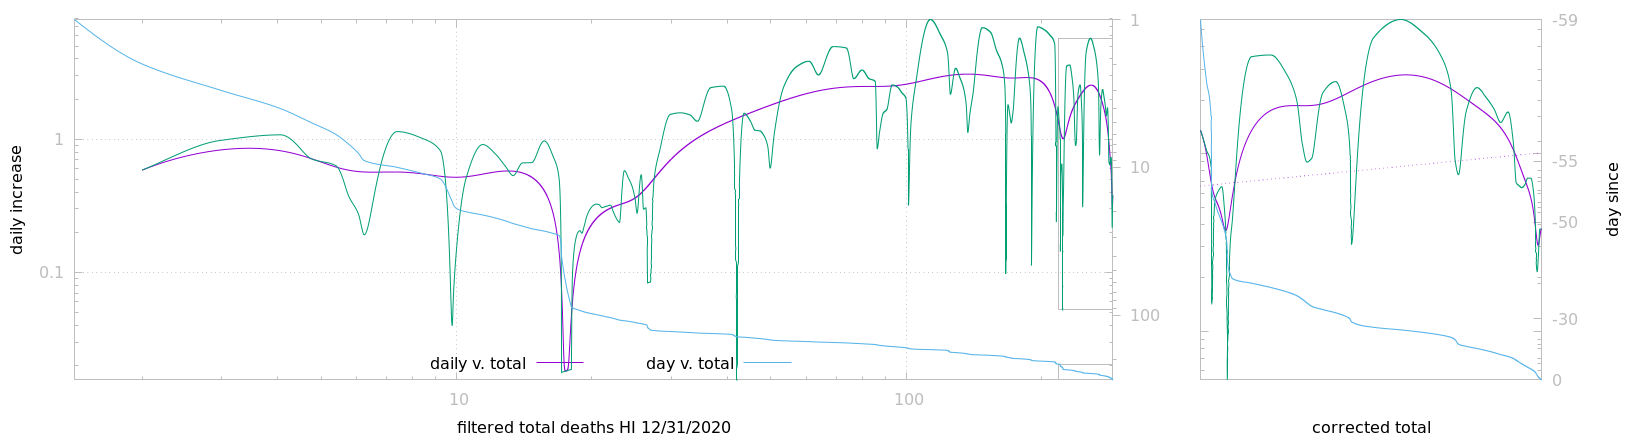 daily increase
1
0.1
10
100
1
10
100
daily v. total
day v. total
filtered total deaths HI 12/31/2020
-59
-55
-50
-30
0
day since
corrected total